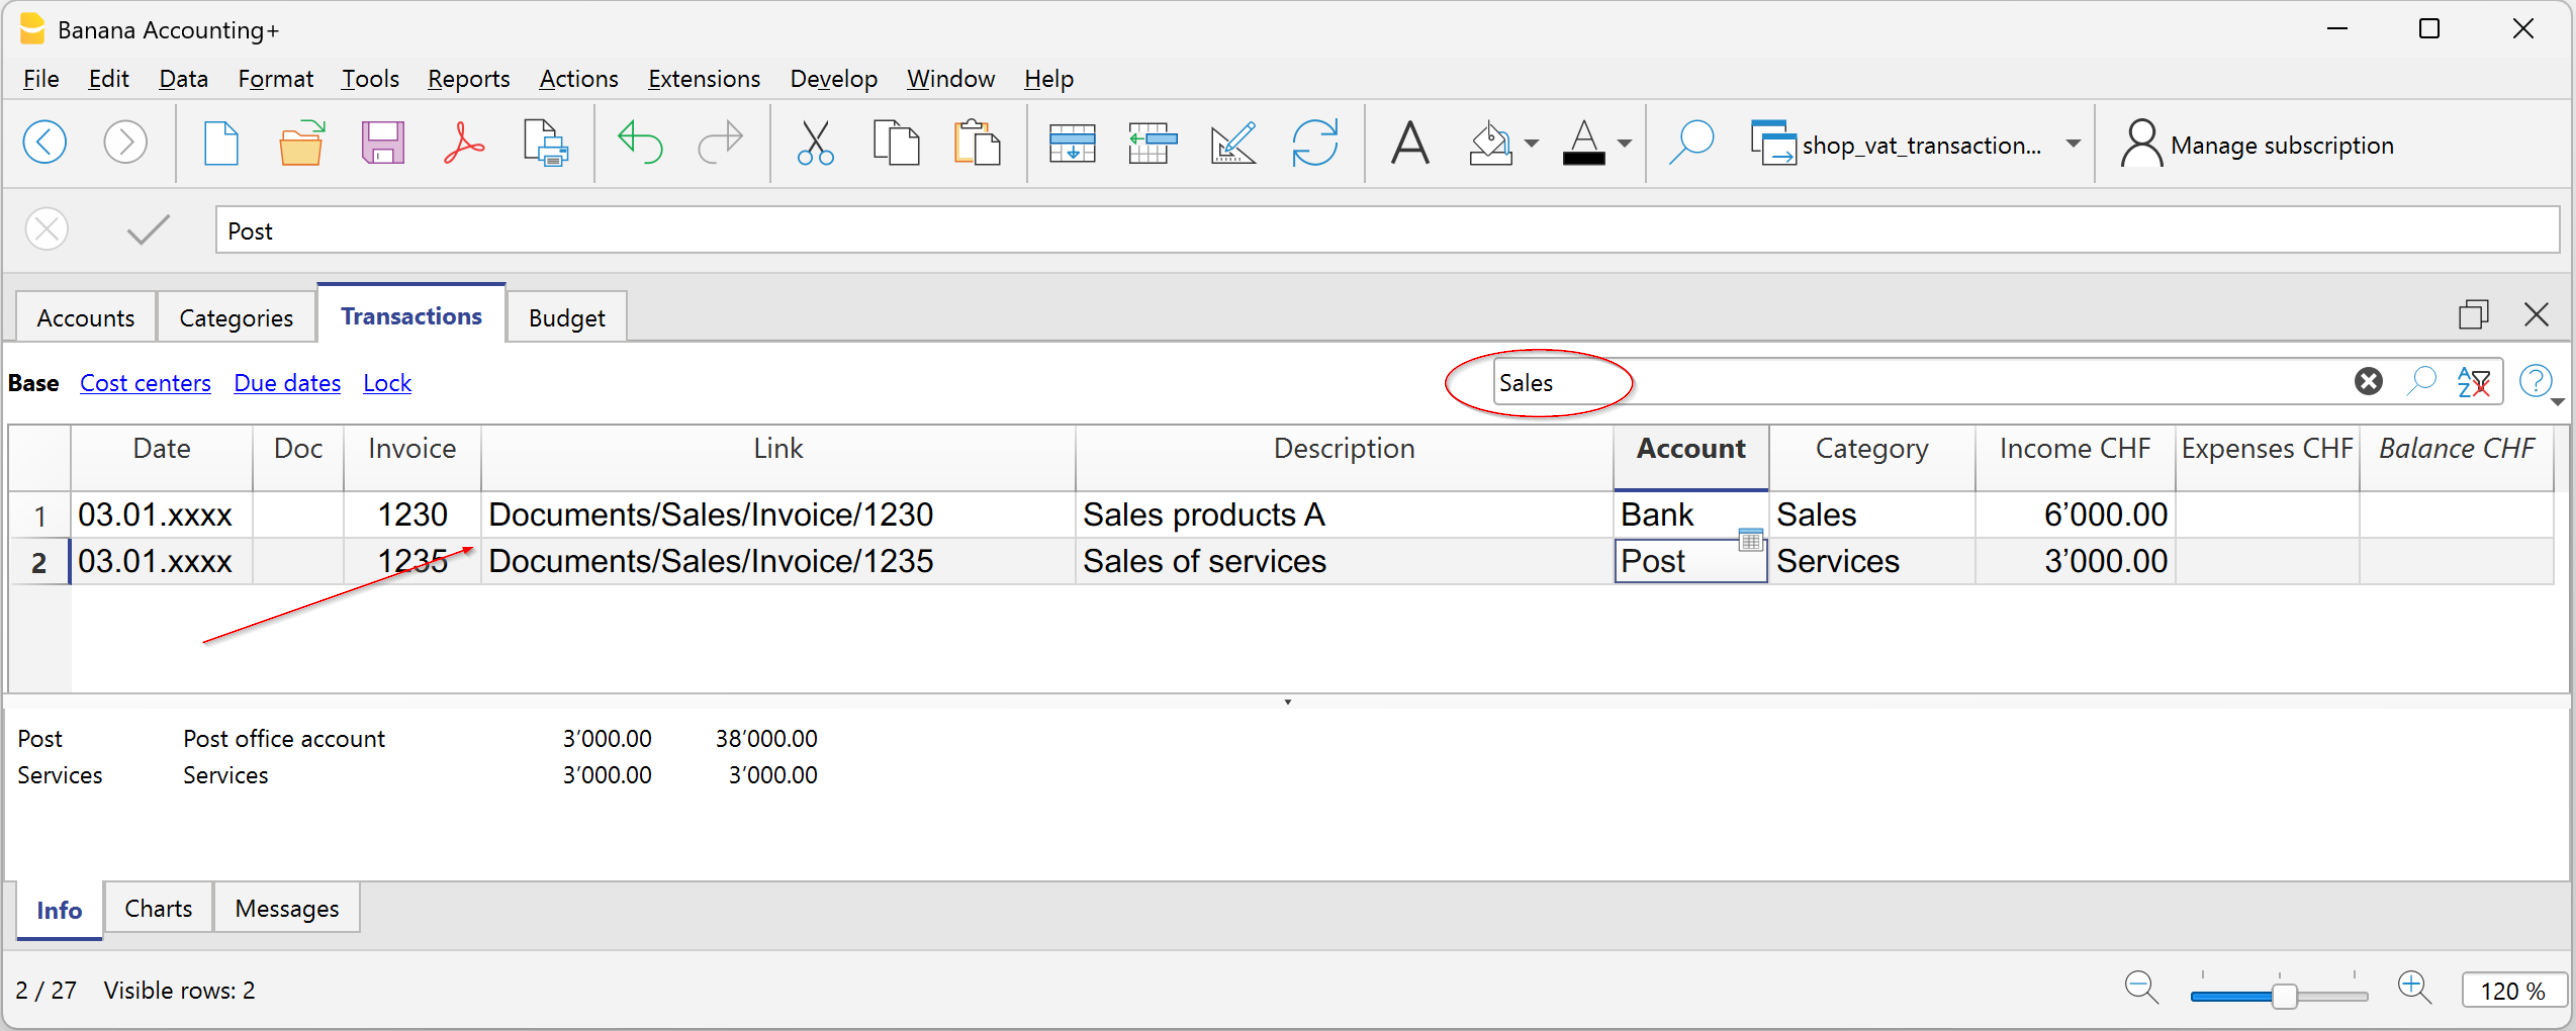 Banana Accounting+
File Edit Data Format Tools Reports Actions Extensions Develop Window Help
shop_vat_transaction... Manage subscription
Post
Accounts Categories Transactions Budget
Base Cost centers Due dates Lock Sales
Date Doc Invoice Link Description Account Category Income CHF Expenses CHF Balance CHF
1 03.01.xxxx 1230 Documents/Sales/Invoice/1230 Sales products A Bank Sales 6’000.00
2 03.01.xxxx 1235 Documents/Sales/Invoice/1235 Sales of services Post Services 3’000.00
Post Post office account 3’000.00 38’000.00
Services Services 3’000.00 3’000.00
Info Charts Messages
2 / 27 Visible rows: 2 120 %